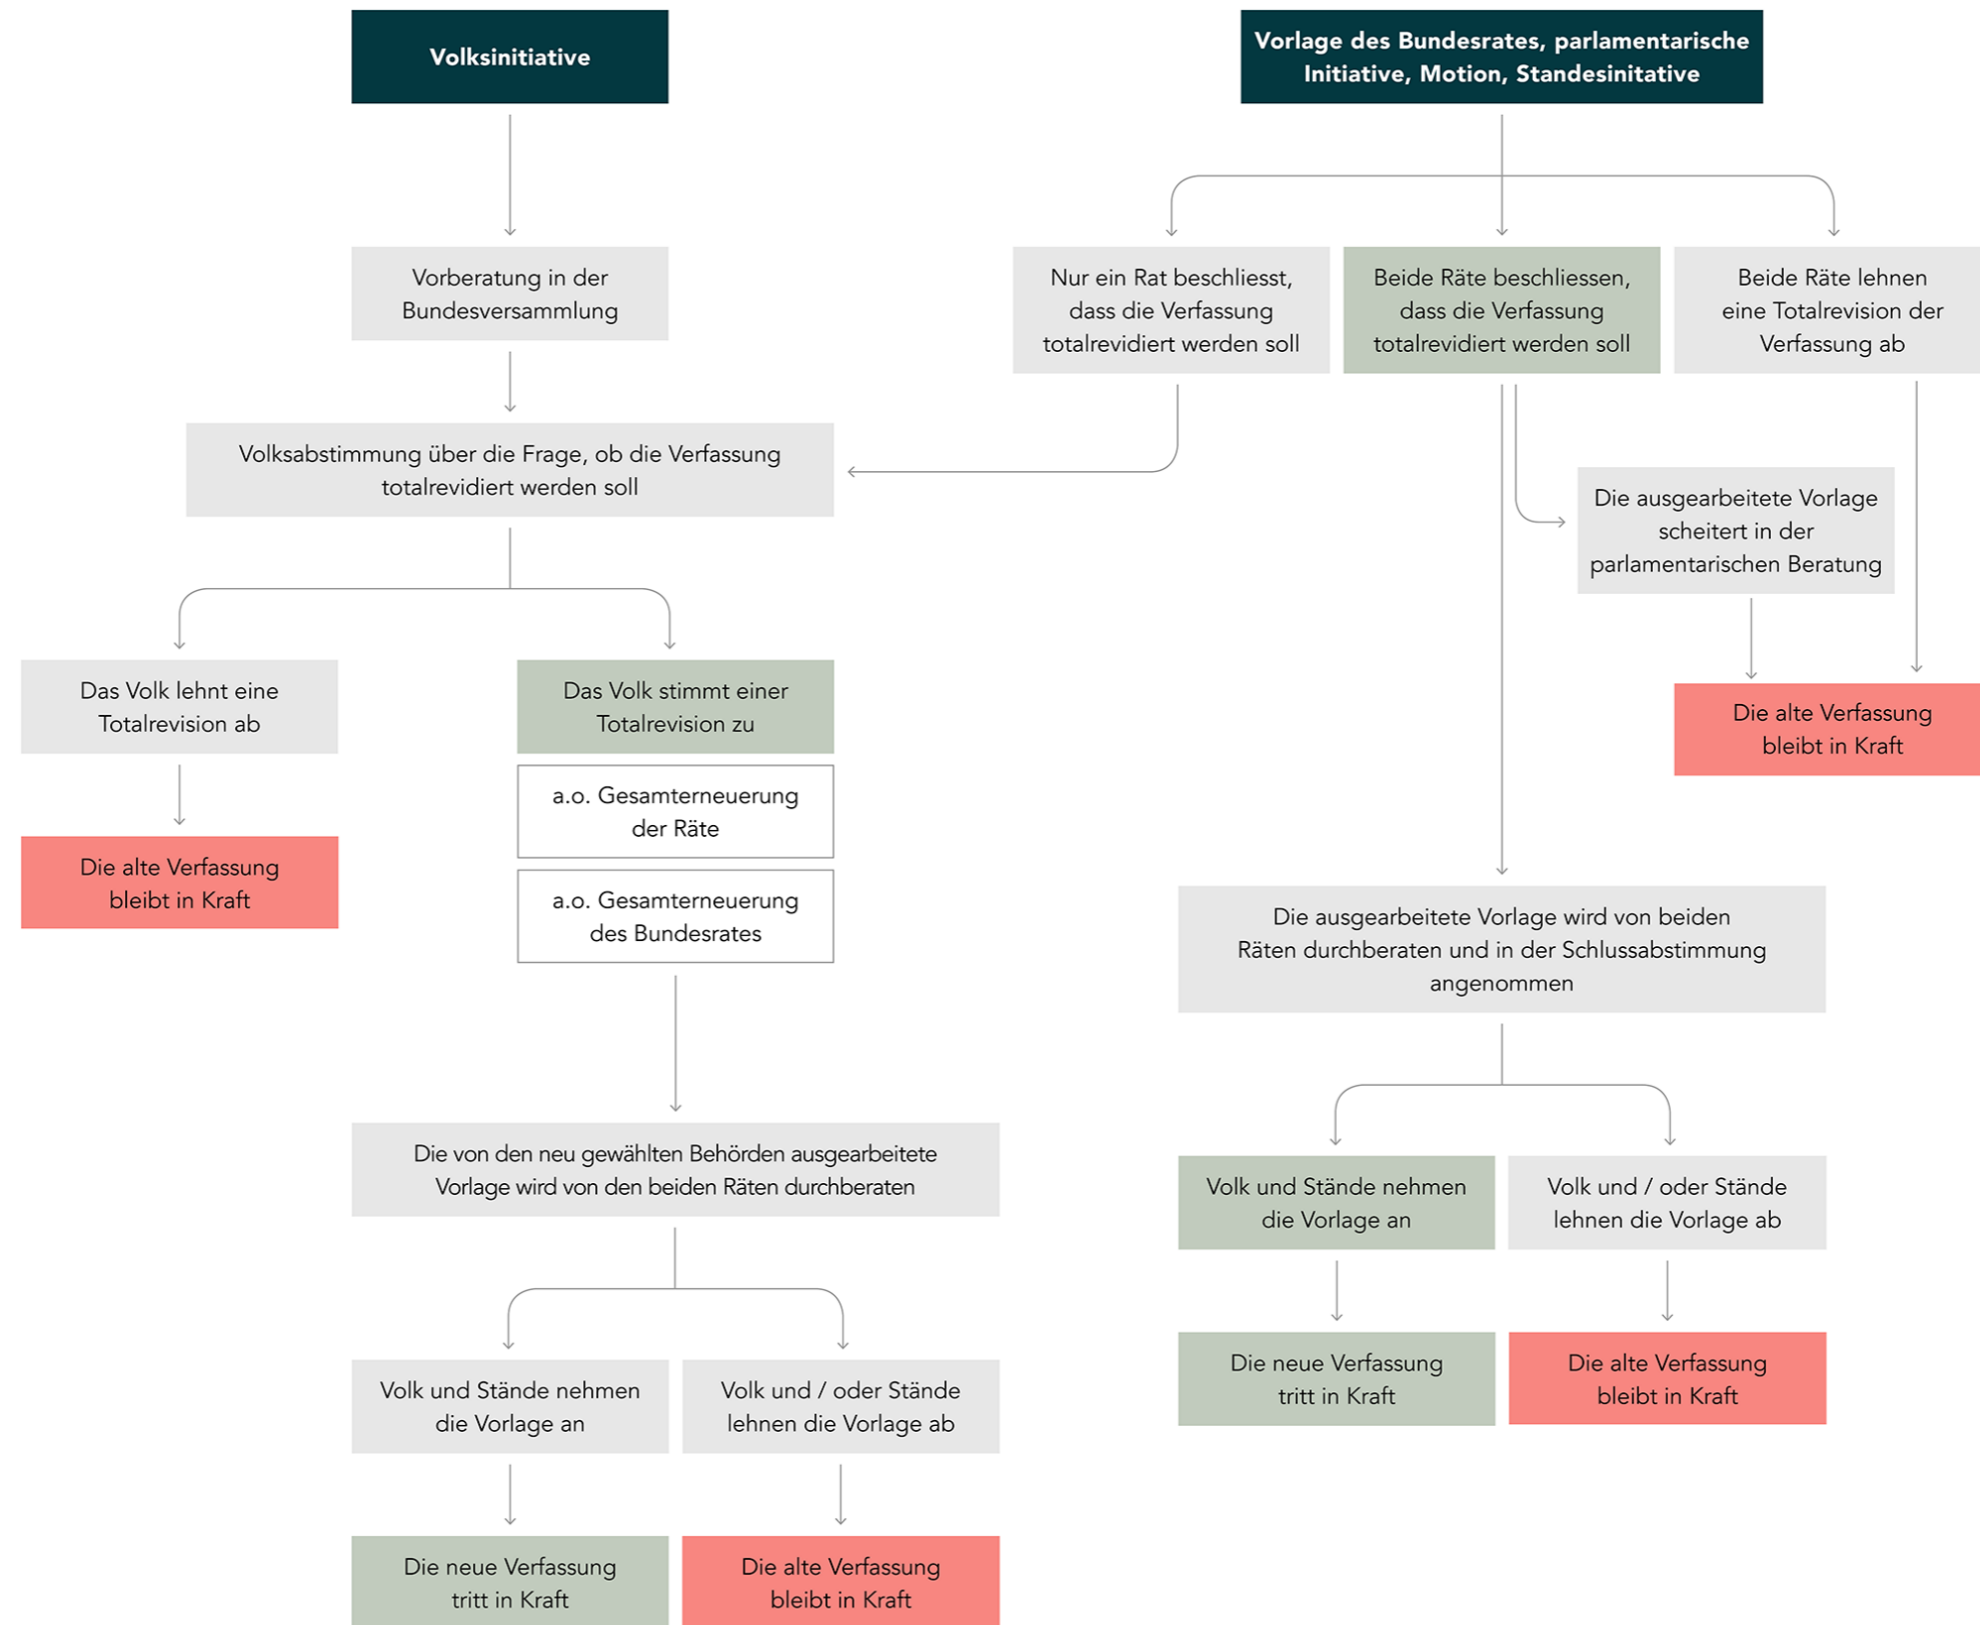 Volksinitiative
Vorlage des Bundesrates, parlamentarische
Initiative, Motion, Standesinitative
Vorberatung in der
Bundesversammlung
Nur ein Rat beschliesst,
dass die Verfassung
totalrevidiert werden soll
Beide Räte beschliessen,
dass die Verfassung
totalrevidiert werden soll
Beide Räte lehnen
eine Totalrevision der
Verfassung ab
Volksabstimmung über die Frage, ob die Verfassung
totalrevidiert werden soll
Die ausgearbeitete Vorlage
scheitert in der
parlamentarischen Beratung
Das Volk lehnt eine
Totalrevision ab
Das Volk stimmt einer
Totalrevision zu
Die alte Verfassung
bleibt in Kraft
a.o. Gesamterneuerung
der Räte
Die alte Verfassung
bleibt in Kraft
a.o. Gesamterneuerung
des Bundesrates
Die ausgearbeitete Vorlage wird von beiden
Räten durchberaten und in der Schlussabstimmung
angenommen
Die von den neu gewählten Behörden ausgearbeitete
Vorlage wird von den beiden Räten durchberaten
Volk und Stände nehmen
die Vorlage an
Volk und / oder Stände
lehnen die Vorlage ab
Die neue Verfassung
tritt in Kraft
Die alte Verfassung
bleibt in Kraft
Volk und Stände nehmen
die Vorlage an
Volk und / oder Stände
lehnen die Vorlage ab
Die neue Verfassung
tritt in Kraft
Die alte Verfassung
bleibt in Kraft